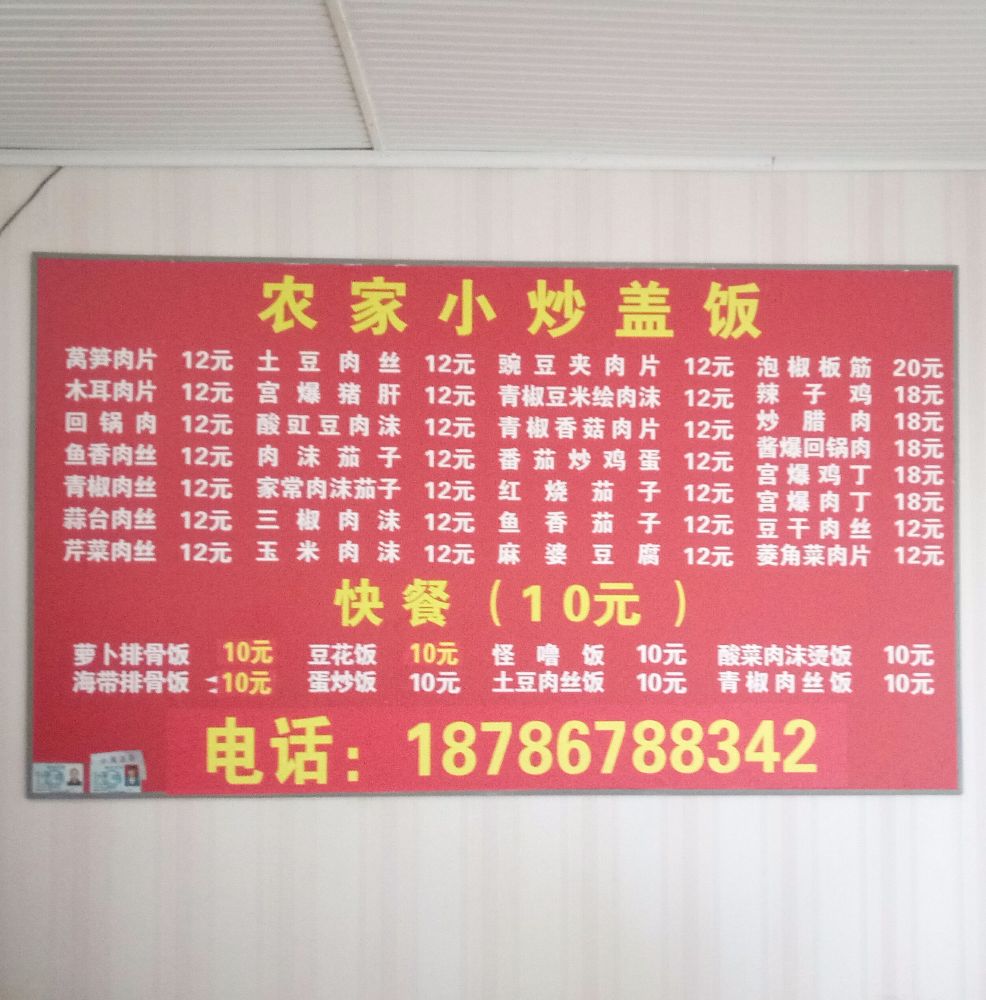 农家小炒盖饭
莴笋肉片 12元 土豆肉丝 12元 豌豆夹肉片 12元 泡椒板筋 20元
木耳肉片 12元 宫爆猪肝 12元 青椒豆米绘肉沫 12元 辣子鸡 18元
回锅肉 12元 酸豇豆肉沫 12元 青椒香菇肉片 12元 炒腊肉 18元
鱼香肉丝 12元 肉沫茄子 12元 番茄炒鸡蛋 12元 酱爆回锅肉 18元
青椒肉丝 12元 家常肉沫茄子 12元 红烧茄子 12元 宫爆鸡丁 18元
蒜台肉丝 12元 三椒肉沫 12元 鱼香茄子 12元 宫爆肉丁 18元
芹菜肉丝 12元 玉米肉沫 12元 麻婆豆腐 12元 豆干肉丝 12元
菱角菜肉片 12元
快餐（10元）
萝卜排骨饭 10元 豆花饭 10元 怪噜饭 10元 酸菜肉沫烫饭 10元
海带排骨饭 10元 蛋炒饭 10元 土豆肉丝饭 10元 青椒肉丝饭 10元
电话：18786788342